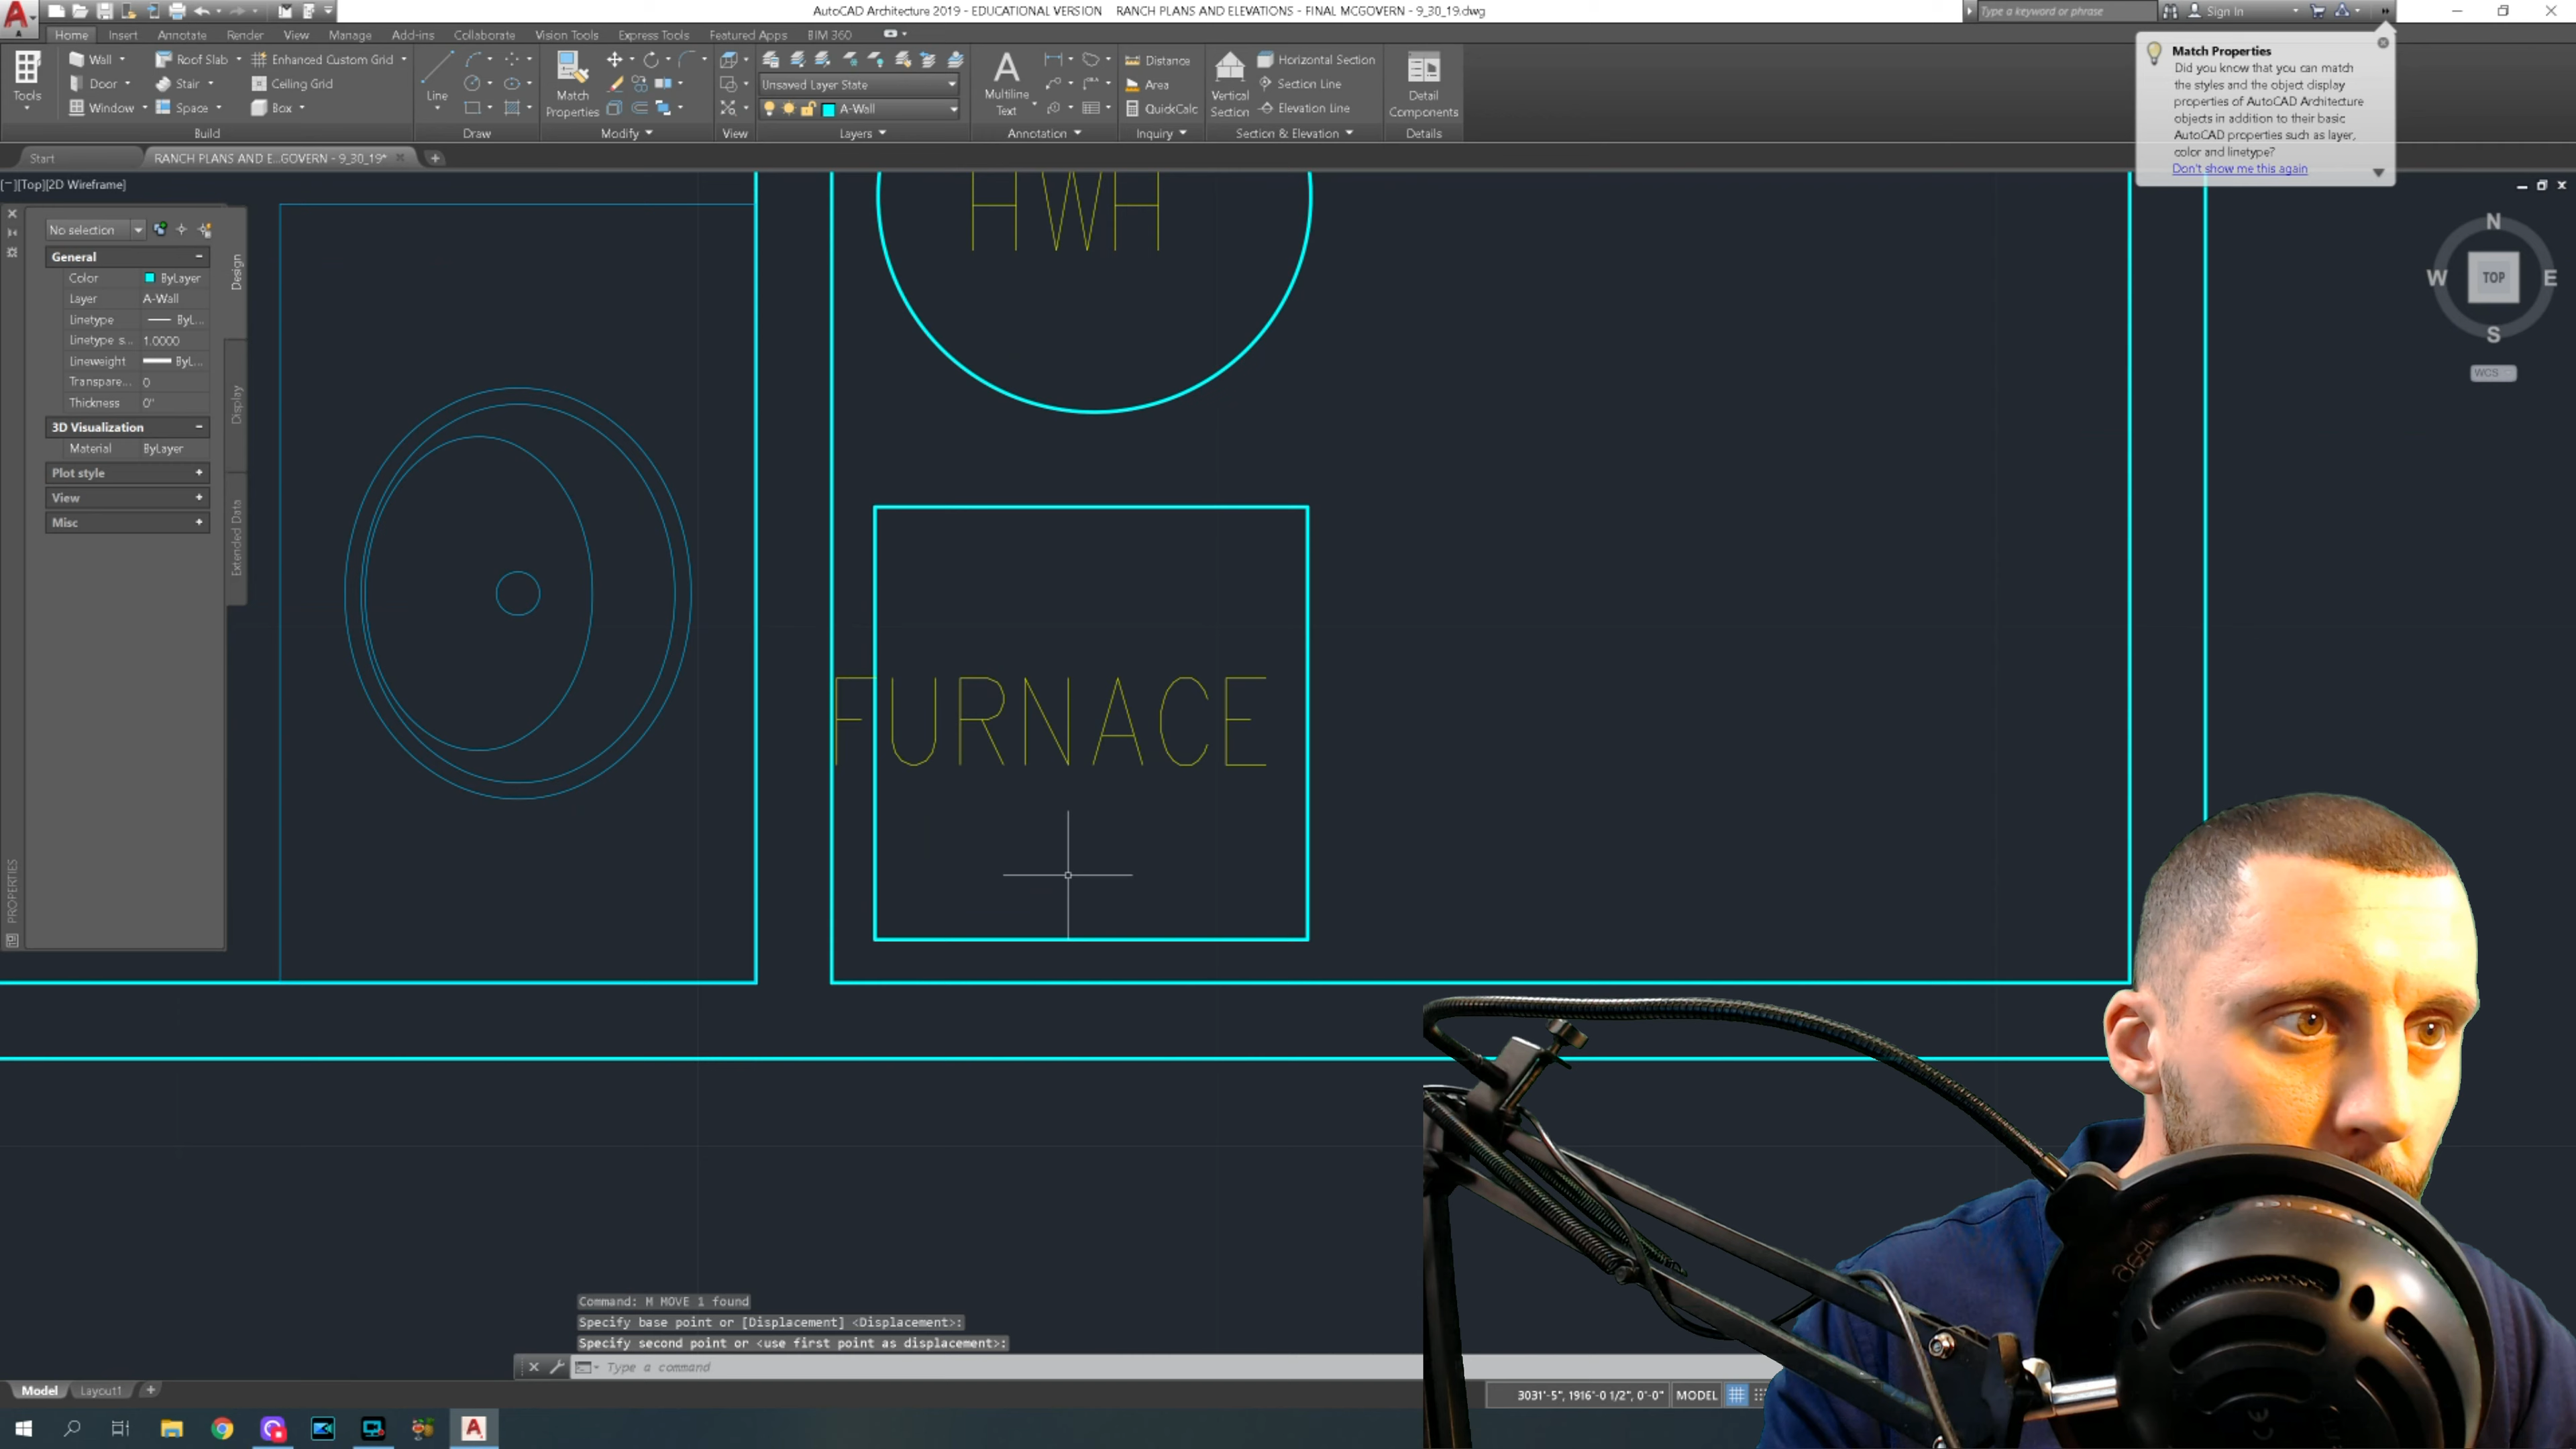 AutoCAD Architecture 2019 - EDUCATIONAL VERSION RANCH PLANS AND ELEVATIONS - FINAL MCGOVERN - 9_30_19.dwg
Type a keyword or phrase
Sign In
Home Insert Annotate Render View Manage Add-ins Collaborate Vision Tools Express Tools Featured Apps BIM 360
Tools
Wall
Door
Window
Roof Slab
Stair
Space
Enhanced Custom Grid
Ceiling Grid
Box
Build
Line
Draw
Match Properties
Modify
View
Unsaved Layer State
A-Wall
Layers
Multiline Text
Annotation
Distance
Area
QuickCalc
Inquiry
Vertical Section
Horizontal Section
Section Line
Elevation Line
Section & Elevation
Detail Components
Details
Match Properties
Did you know that you can match
the styles and the object display
properties of AutoCAD Architecture
objects in addition to their basic
AutoCAD properties such as layer,
color and linetype?
Don't show me this again
Start
RANCH PLANS AND E...GOVERN - 9_30_19*
[−][Top][2D Wireframe]
No selection
General
Color ByLayer
Layer A-Wall
Linetype ByL...
Linetype s... 1.0000
Lineweight ByL...
Transpare... 0
Thickness 0"
3D Visualization
Material ByLayer
Plot style
View
Misc
Design
Display
Extended Data
PROPERTIES
HWH
FURNACE
N
W TOP E
S
WCS
Command: M MOVE 1 found
Specify base point or [Displacement] <Displacement>:
Specify second point or <use first point as displacement>:
Type a command
Model Layout1
3031'-5", 1916'-0 1/2", 0'-0" MODEL